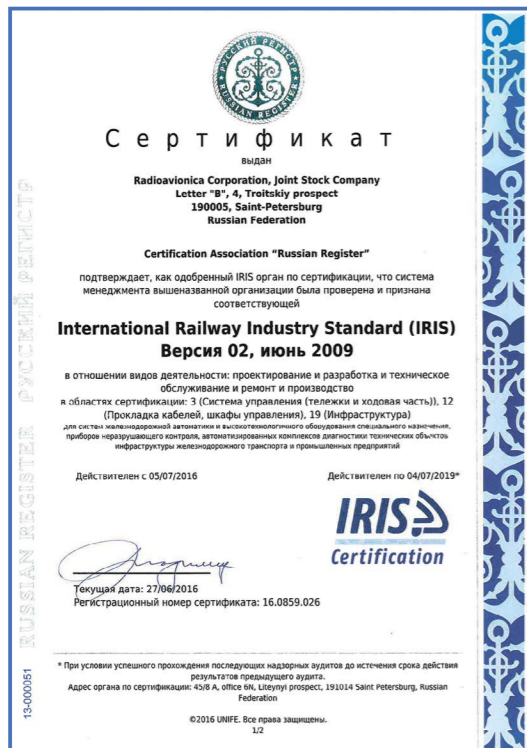 РУССКИЙ РЕГИСТР
RUSSIAN REGISTER
Сертификат
выдан
Radioavionica Corporation, Joint Stock Company
Letter "B", 4, Troitskiy prospect
190005, Saint-Petersburg
Russian Federation
Certification Association “Russian Register”
подтверждает, как одобренный IRIS орган по сертификации, что система
менеджмента вышеназванной организации была проверена и признана
соответствующей
International Railway Industry Standard (IRIS)
Версия 02, июнь 2009
в отношении видов деятельности: проектирование и разработка и техническое
обслуживание и ремонт и производство
в областях сертификации: 3 (Система управления (тележки и ходовая часть)), 12
(Прокладка кабелей, шкафы управления), 19 (Инфраструктура)
для систем железнодорожной автоматики и высокотехнологичного оборудования специального назначения,
приборов неразрушающего контроля, автоматизированных комплексов диагностики технических объектов
инфраструктуры железнодорожного транспорта и промышленных предприятий
Действителен с 05/07/2016
Действителен по 04/07/2019*
IRIS
Certification
Текущая дата: 27/06/2016
Регистрационный номер сертификата: 16.0859.026
* При условии успешного прохождения последующих надзорных аудитов до истечения срока действия
результатов предыдущего аудита.
Адрес органа по сертификации: 45/8 A, office 6N, Liteynyi prospect, 191014 Saint Petersburg, Russian
Federation
©2016 UNIFE. Все права защищены.
1/2
13-000051
RUSSIAN REGISTER РУССКИЙ РЕГИСТР